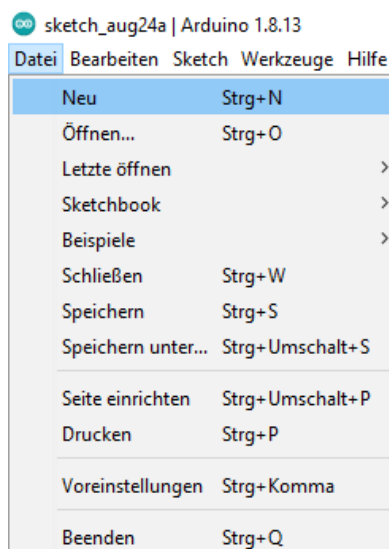 sketch_aug24a | Arduino 1.8.13
Datei Bearbeiten Sketch Werkzeuge Hilfe
Neu Strg+N
Öffnen... Strg+O
Letzte öffnen
Sketchbook
Beispiele
Schließen Strg+W
Speichern Strg+S
Speichern unter... Strg+Umschalt+S
Seite einrichten Strg+Umschalt+P
Drucken Strg+P
Voreinstellungen Strg+Komma
Beenden Strg+Q